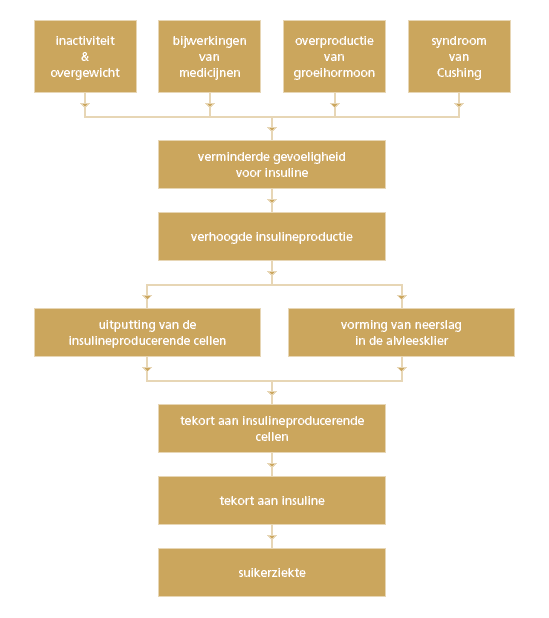 inactiviteit
&
overgewicht
bijwerkingen
van
medicijnen
overproductie
van
groeihormoon
syndroom
van
Cushing
verminderde gevoeligheid
voor insuline
verhoogde insulineproductie
uitputting van de
insulineproducerende cellen
vorming van neerslag
in de alvleesklier
tekort aan insulineproducerende
cellen
tekort aan insuline
suikerziekte